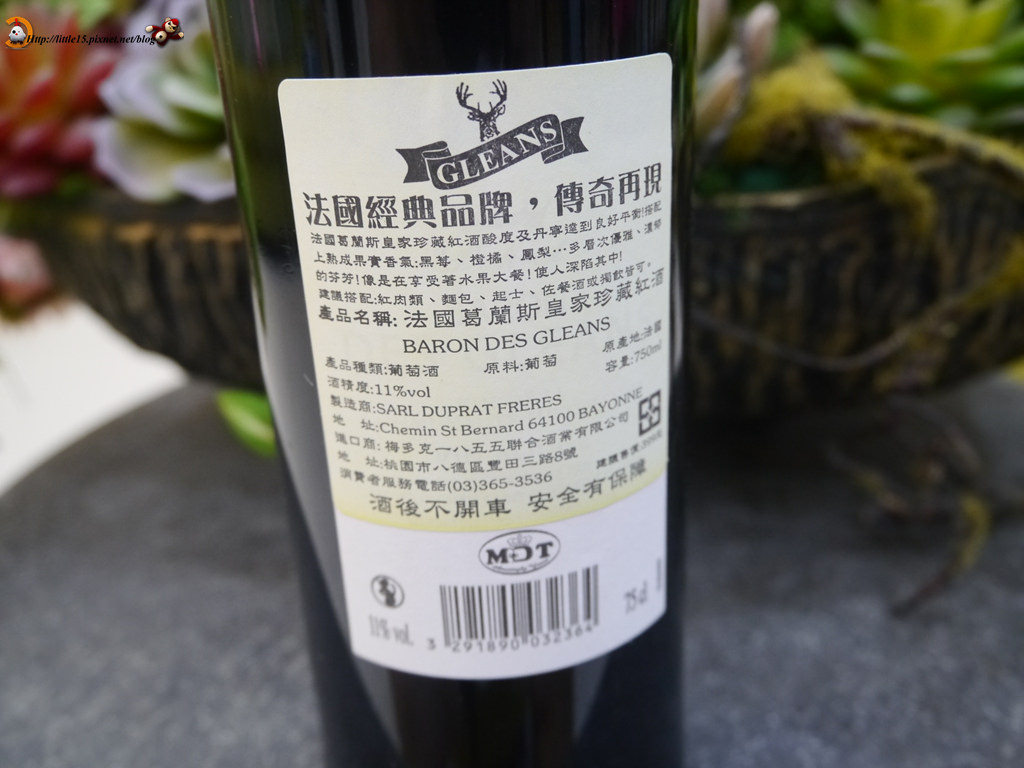 Http://little15.pixnet.net/blog
GLEANS
法國經典品牌，傳奇再現
法國葛蘭斯皇家珍藏紅酒酸度及丹寧達到良好平衡!搭配
上熟成果實香氣:黑莓、橙橘、鳳梨…多層次優雅、濃郁
的芬芳!像是在享受著水果大餐!使人深陷其中!
建議搭配:紅肉類、麵包、起士、佐餐酒或獨飲皆可。
產品名稱:法國葛蘭斯皇家珍藏紅酒
BARON DES GLEANS
產品種類:葡萄酒 原料:葡萄 原產地:法國
酒精度:11%vol 容量:750ml
製造商:SARL DUPRAT FRERES
地 址:Chemin St Bernard 64100 BAYONNE
進口商:梅多克一八五五聯合酒業有限公司
地 址:桃園市八德區豐田三路8號 建議售價:399元
消費者服務電話(03)365-3536
酒後不開車 安全有保障
MDT
11% vol. 75 cl
3 291890 032364